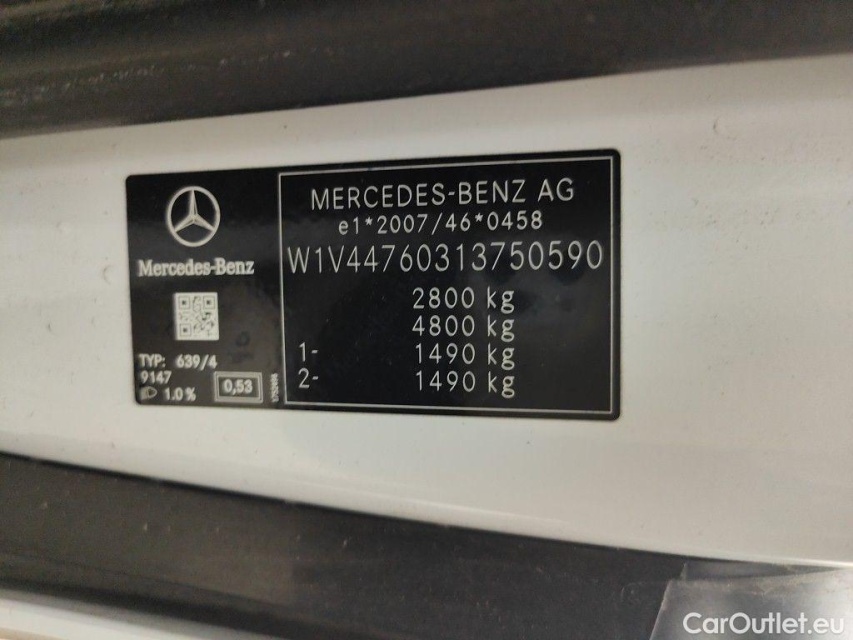 MERCEDES-BENZ AG
e1*2007/46*0458
W1V44760313750590
2800 kg
4800 kg
1- 1490 kg
2- 1490 kg
Mercedes-Benz
TYP: 639/4
9147
1.0%
0,53
CarOutlet.eu